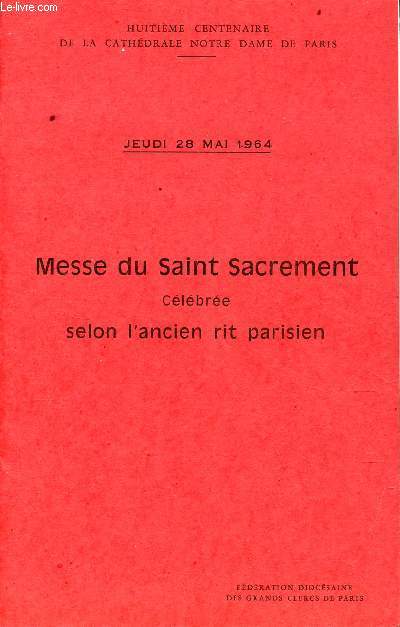 Le-livre.com
HUITIÈME CENTENAIRE
DE LA CATHÉDRALE NOTRE DAME DE PARIS
JEUDI 28 MAI 1964
Messe du Saint Sacrement
Célébrée
selon l'ancien rit parisien
FÉDÉRATION DIOCÉSAINE
DES GRANDS CLERCS DE PARIS